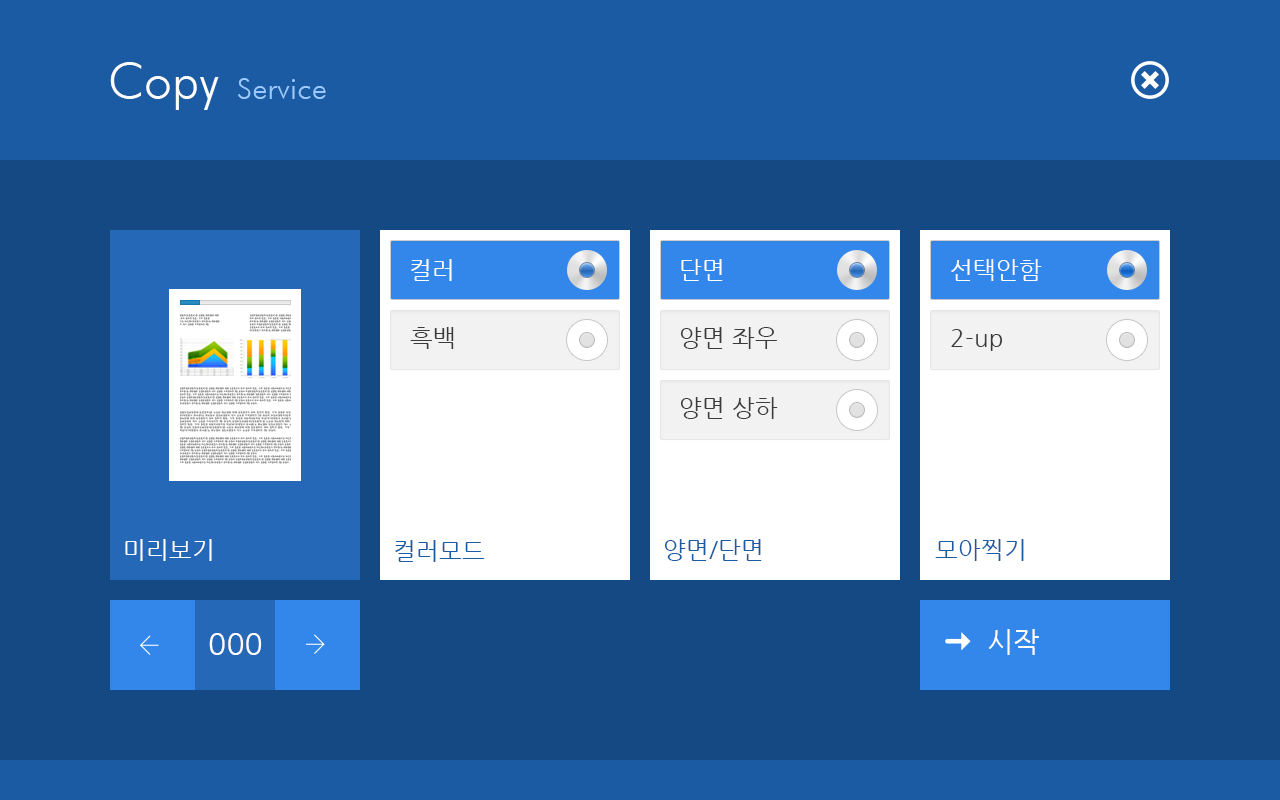 Copy Service
컬러
흑백
컬러모드
단면
양면 좌우
양면 상하
양면/단면
선택안함
2-up
모아찍기
미리보기
000
시작